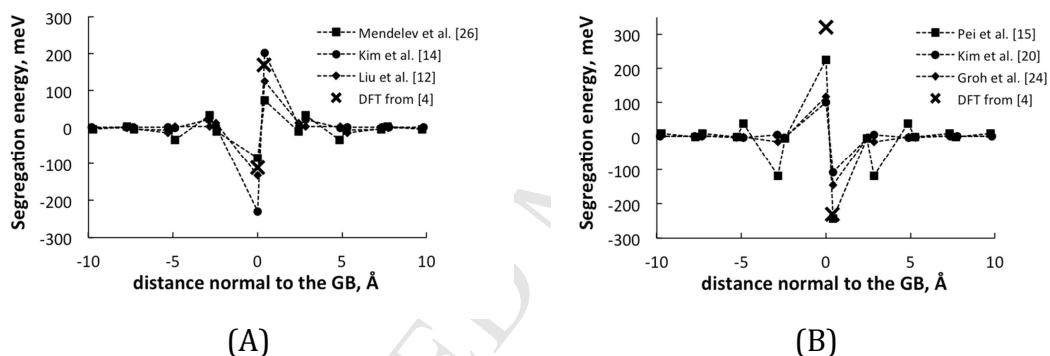 300
200
100
0
-100
-200
-300
Segregation energy, meV
Mendelev et al. [26]
Kim et al. [14]
Liu et al. [12]
DFT from [4]
-10
-5
0
5
10
distance normal to the GB, Å
(A)
300
200
100
0
-100
-200
-300
Segregation energy, meV
Pei et al. [15]
Kim et al. [20]
Groh et al. [24]
DFT from [4]
-10
-5
0
5
10
distance normal to the GB, Å
(B)